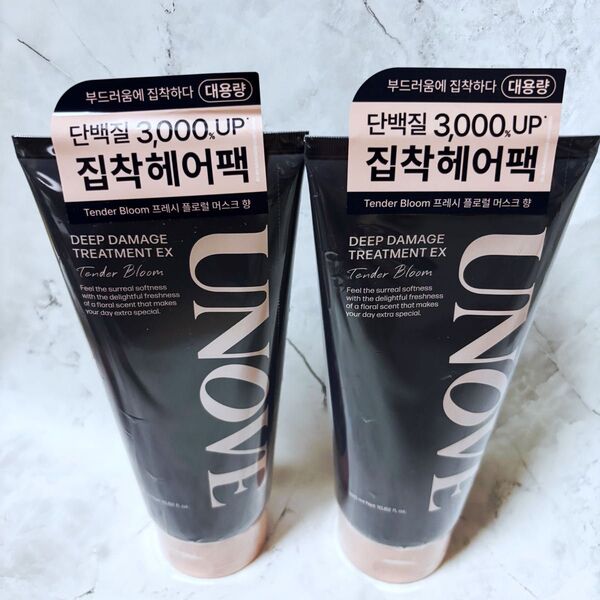 부드러움에 집착하다 대용량
단백질 3,000%UP*
집착헤어팩
Tender Bloom 프레시 플로럴 머스크 향
DEEP DAMAGE
TREATMENT EX
Tender Bloom
Feel the surreal softness
with the delightful freshness
of a floral scent that makes
your day extra special.
UNOVE
부드러움에 집착하다 대용량
단백질 3,000%UP*
집착헤어팩
Tender Bloom 프레시 플로럴 머스크 향
DEEP DAMAGE
TREATMENT EX
Tender Bloom
Feel the surreal softness
with the delightful freshness
of a floral scent that makes
your day extra special.
UNOVE